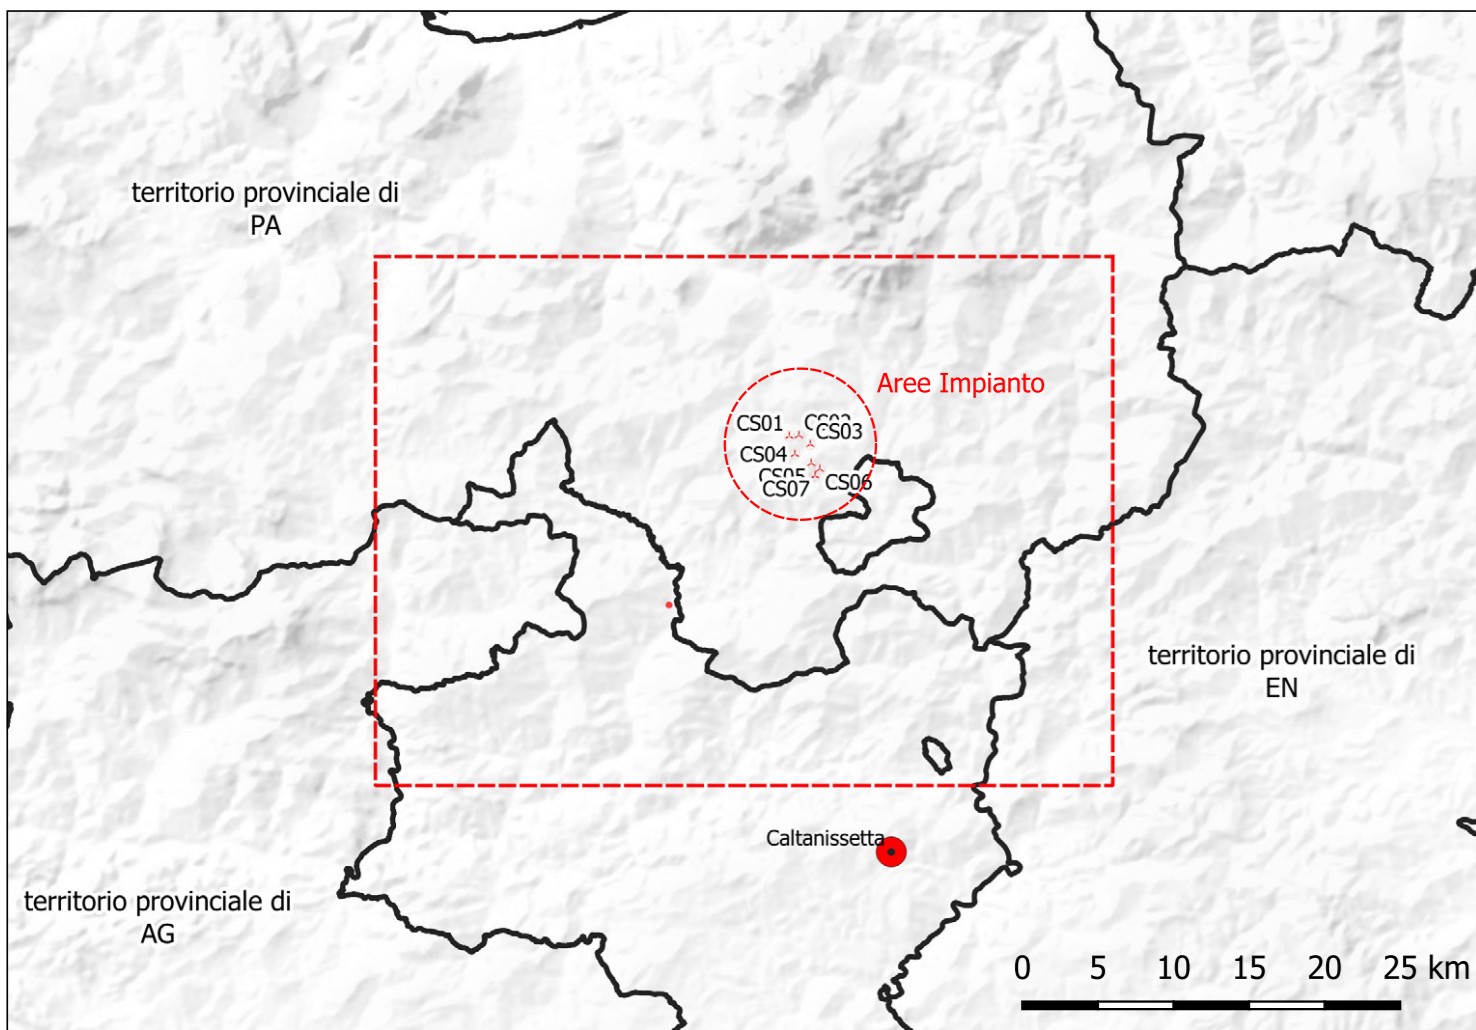 territorio provinciale di
PA
Aree Impianto
CS01
CS03
CS04
CS05
CS06
CS07
territorio provinciale di
EN
Caltanissetta
territorio provinciale di
AG
0 5 10 15 20 25 km